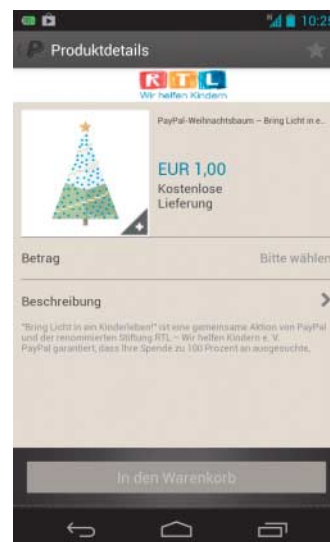 10:25
Produktdetails
RTL
Wir helfen Kindern
PayPal-Weihnachtsbaum – Bring Licht in e..
EUR 1,00
Kostenlose
Lieferung
Betrag
Bitte wählen
Beschreibung
"Bring Licht in ein Kinderleben!" ist eine gemeinsame Aktion von PayPal
und der renommierten Stiftung RTL – Wir helfen Kindern e. V.
PayPal garantiert, dass Ihre Spende zu 100 Prozent an ausgesuchte,
In den Warenkorb